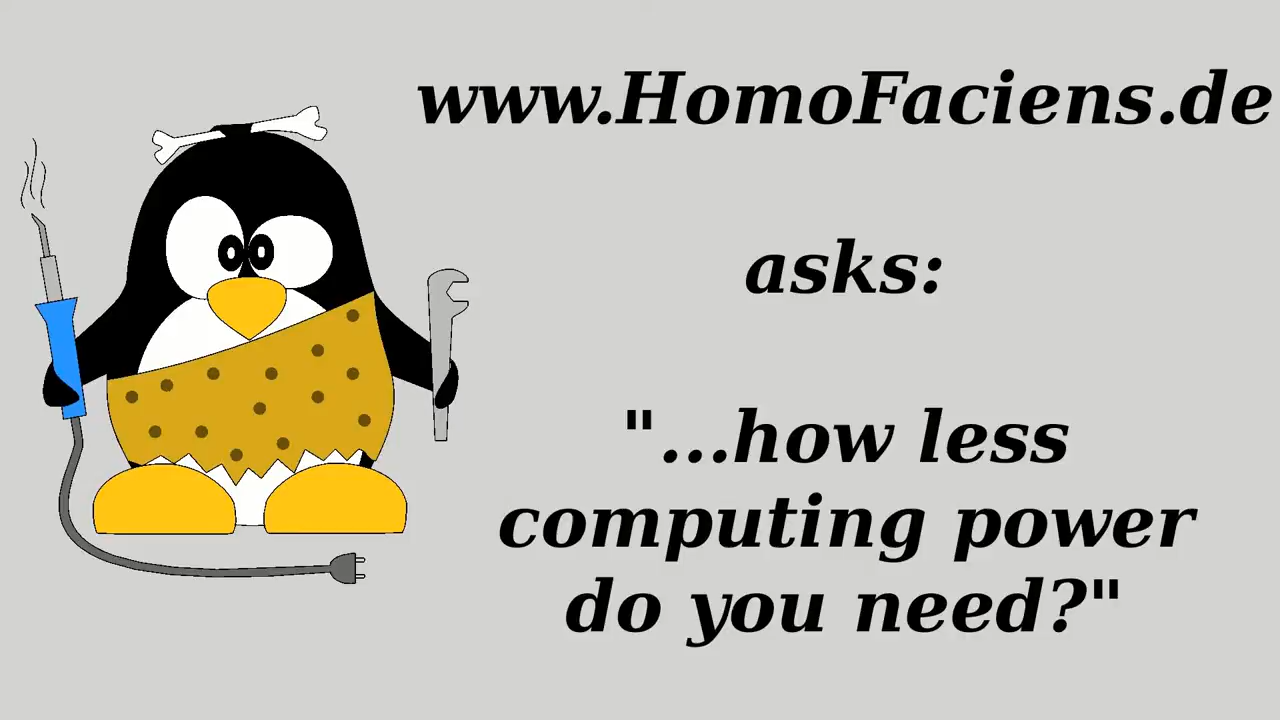 www.HomoFaciens.de
asks:
"...how less
computing power
do you need?"